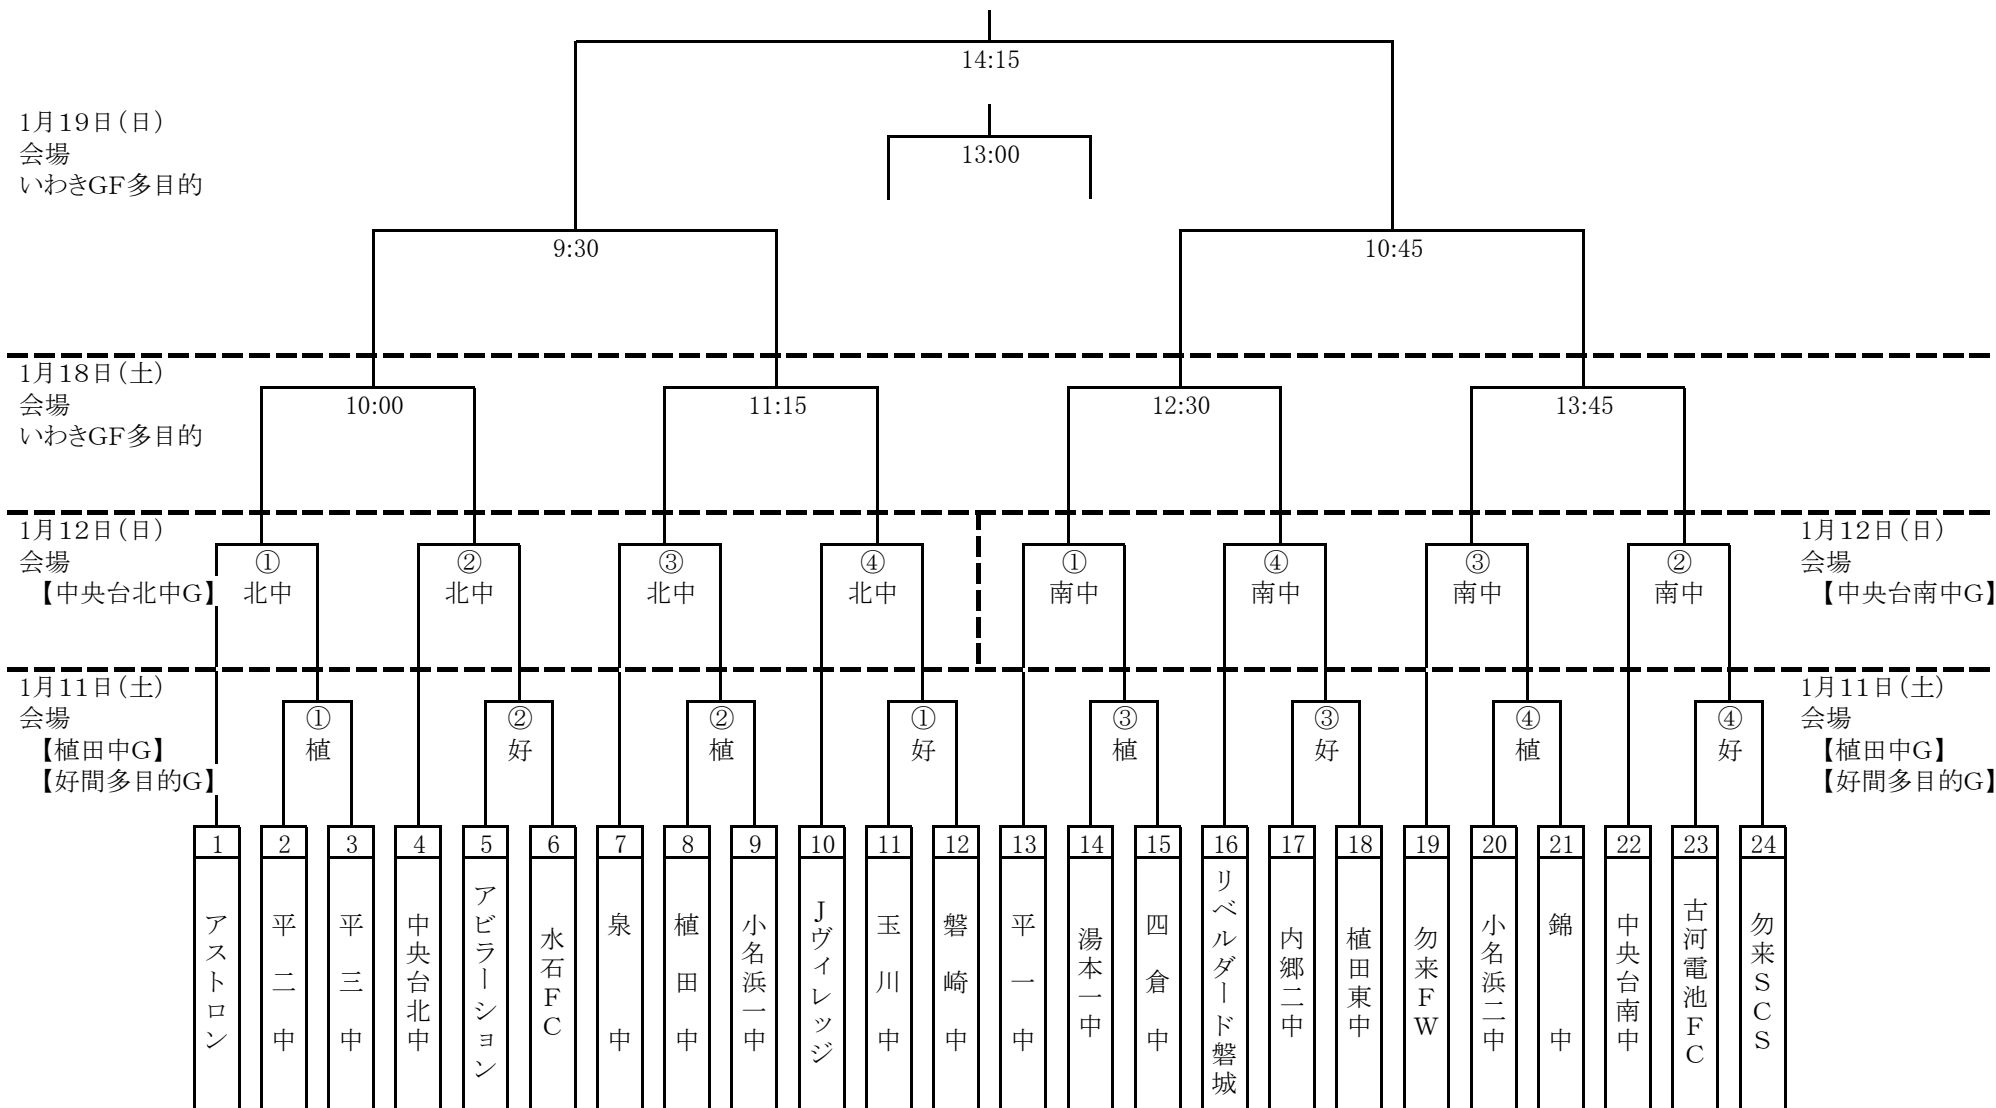 14:15
1月19日(日)
会場
いわきGF多目的
13:00
9:30
10:45
1月18日(土)
会場
いわきGF多目的
10:00
11:15
12:30
13:45
1月12日(日)
会場
【中央台北中G】
①
北中
②
北中
③
北中
④
北中
①
南中
④
南中
③
南中
②
南中
1月12日(日)
会場
【中央台南中G】
1月11日(土)
会場
【植田中G】
【好間多目的G】
①
植
②
好
②
植
①
好
③
植
③
好
④
植
④
好
1月11日(土)
会場
【植田中G】
【好間多目的G】
1
アストロン
2
平二中
3
平三中
4
中央台北中
5
アビラーション
6
水石FC
7
泉中
8
植田中
9
小名浜一中
10
Jヴィレッジ
11
玉川中
12
磐崎中
13
平一中
14
湯本一中
15
四倉中
16
リベルダード磐城
17
内郷二中
18
植田東中
19
勿来FW
20
小名浜二中
21
錦中
22
中央台南中
23
古河電池FC
24
勿来SCS